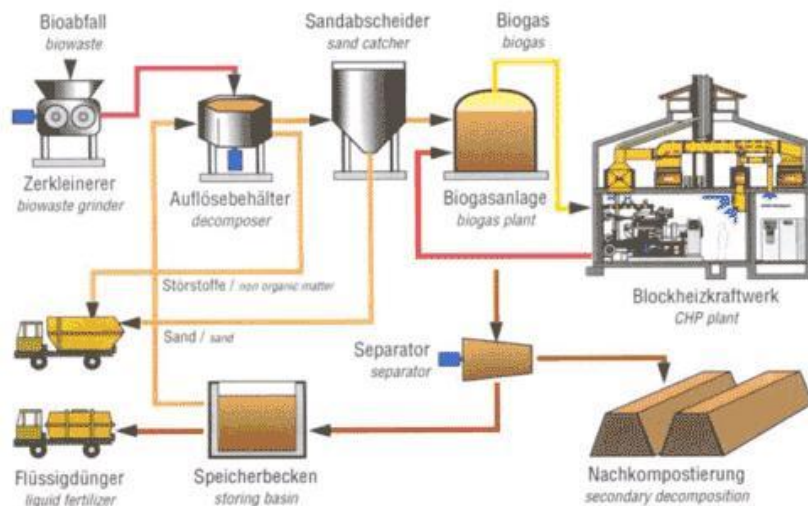 Bioabfall
biowaste
Zerkleinerer
biowaste grinder
Auflösebehälter
decomposer
Sandabscheider
sand catcher
Biogas
biogas
Biogasanlage
biogas plant
Blockheizkraftwerk
CHP plant
Störstoffe / non organic matter
Sand / sand
Separator
separator
Flüssigdünger
liquid fertilizer
Speicherbecken
storing basin
Nachkompostierung
secondary decomposition